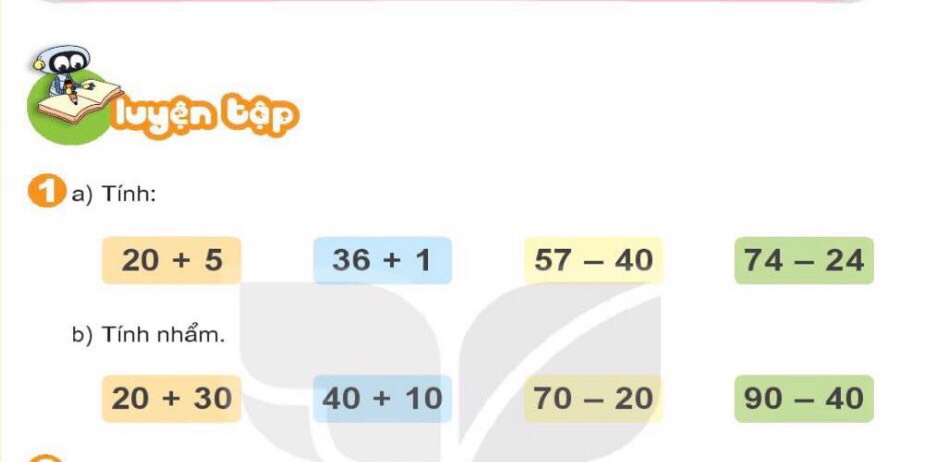 luyện tập
1 a) Tính:
20 + 5 36 + 1 57 – 40 74 – 24
b) Tính nhẩm.
20 + 30 40 + 10 70 – 20 90 – 40